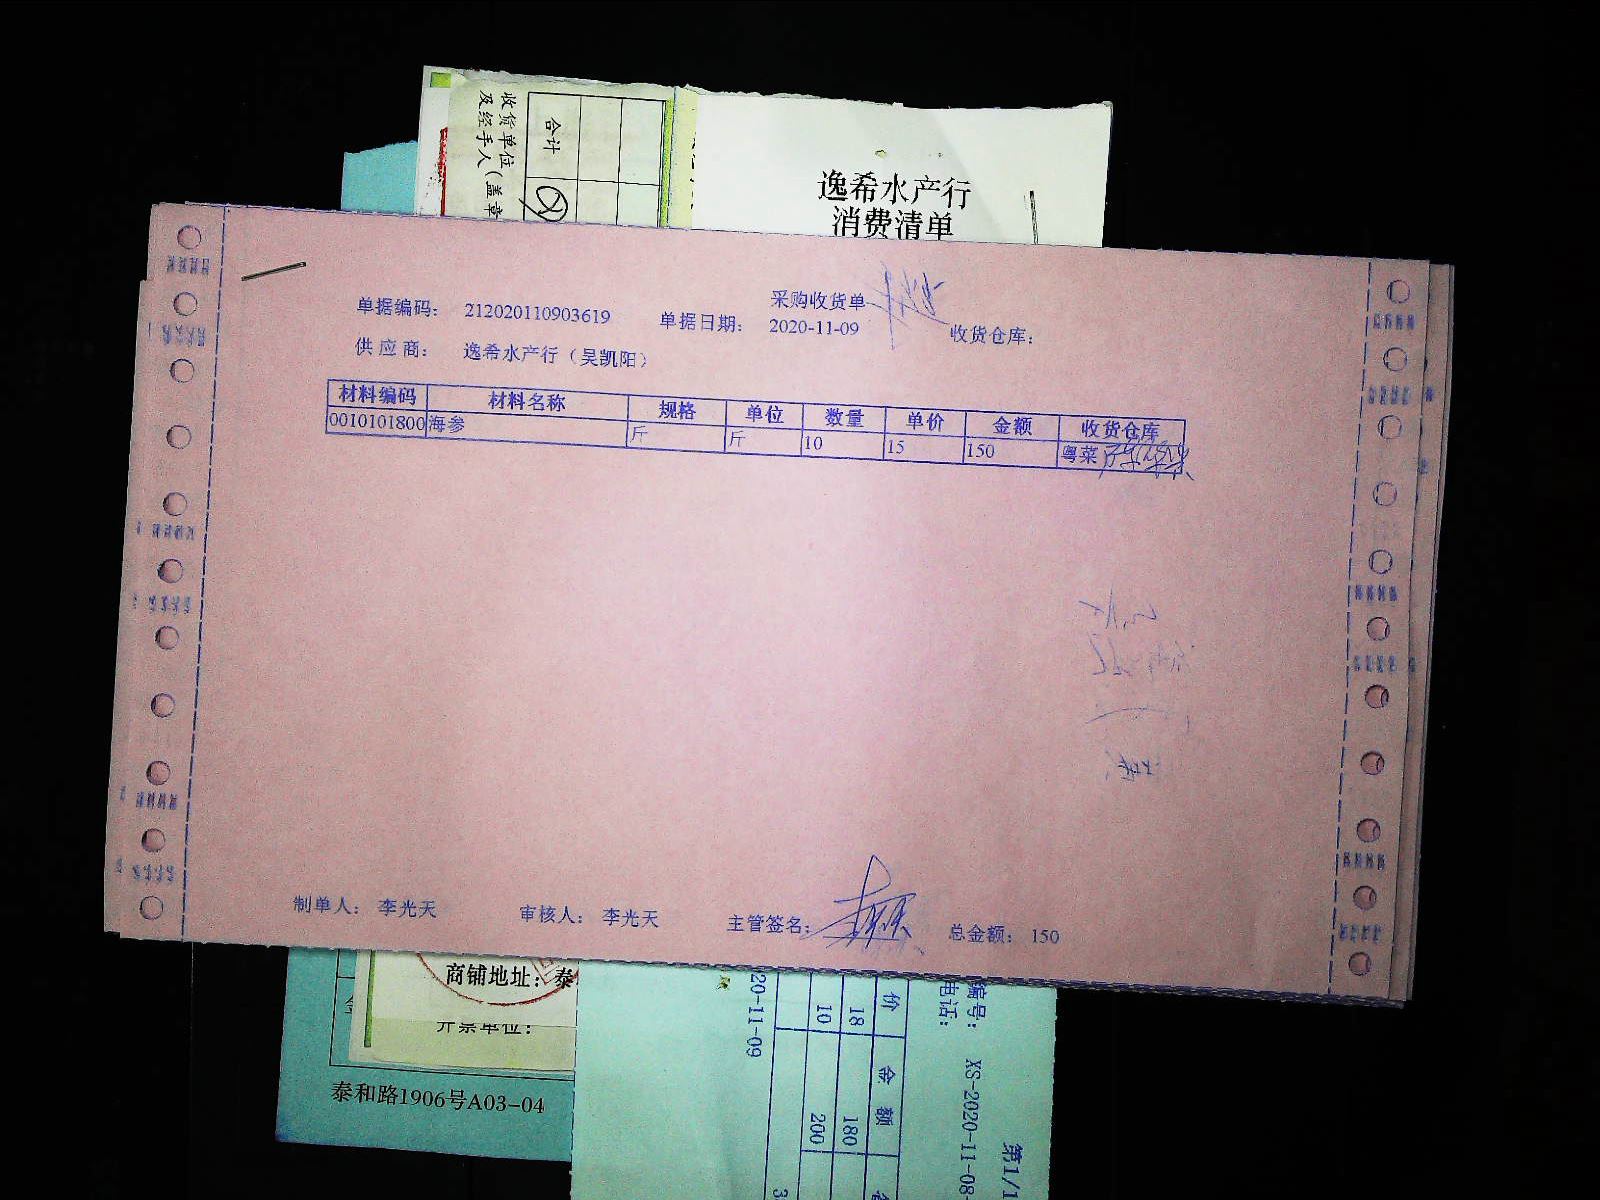 收货单位
及经手人（盖章
合计
逸希水产行
消费清单
采购收货单
单据编码： 212020110903619 单据日期： 2020-11-09 收货仓库：
供应商： 逸希水产行（吴凯阳）
材料编码 材料名称 规格 单位 数量 单价 金额 收货仓库
0010101800 海参 斤 斤 10 15 150 粤菜
制单人： 李光天 审核人： 李光天 主管签名： 总金额： 150
商铺地址：泰
开票单位：
泰和路1906号A03-04
20-11-09
价 金额
18 180
10 200
编号： XS-2020-11-08-
电话：
第1/1